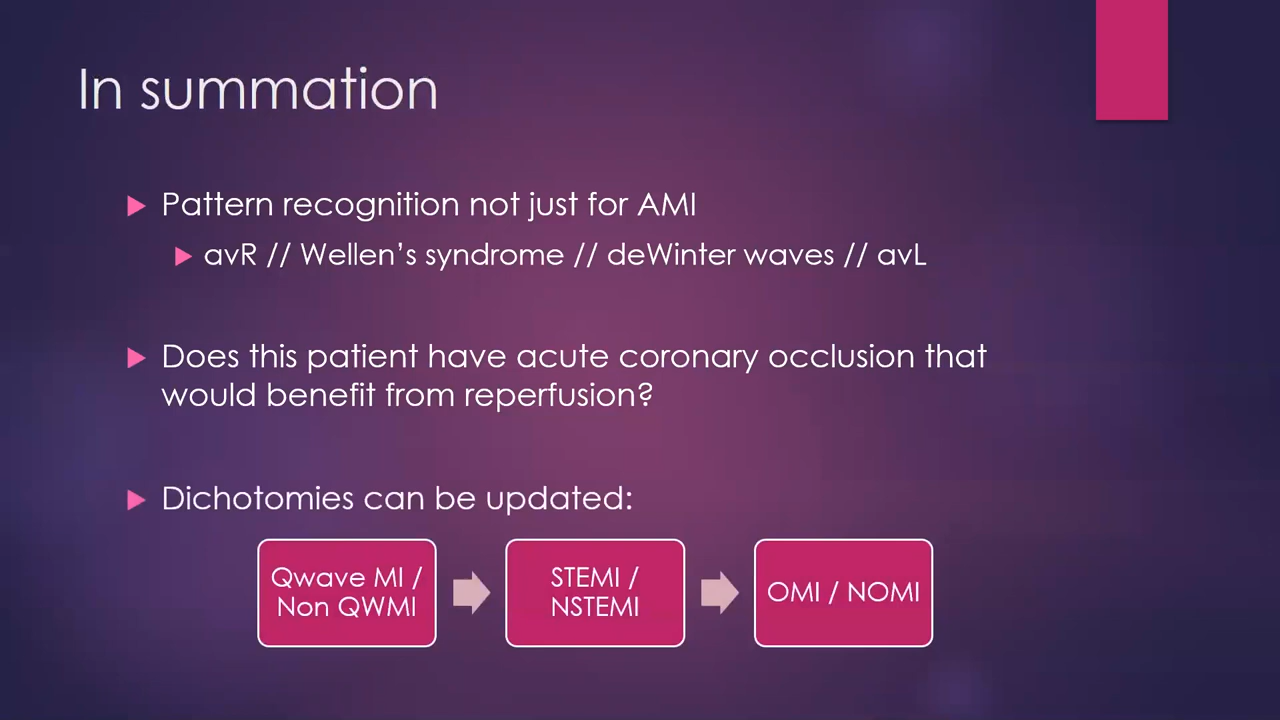 In summation
Pattern recognition not just for AMI
avR // Wellen’s syndrome // deWinter waves // avL
Does this patient have acute coronary occlusion that
would benefit from reperfusion?
Dichotomies can be updated:
Qwave MI /
Non QWMI
STEMI /
NSTEMI
OMI / NOMI